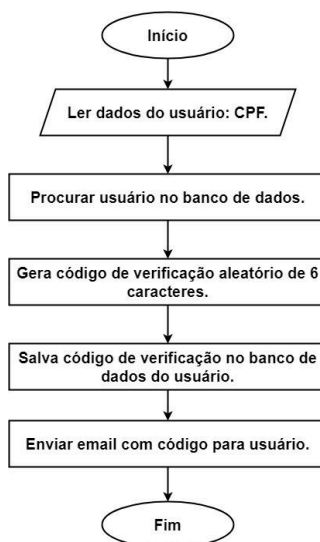 Início
Ler dados do usuário: CPF.
Procurar usuário no banco de dados.
Gera código de verificação aleatório de 6
caracteres.
Salva código de verificação no banco de
dados do usuário.
Enviar email com código para usuário.
Fim